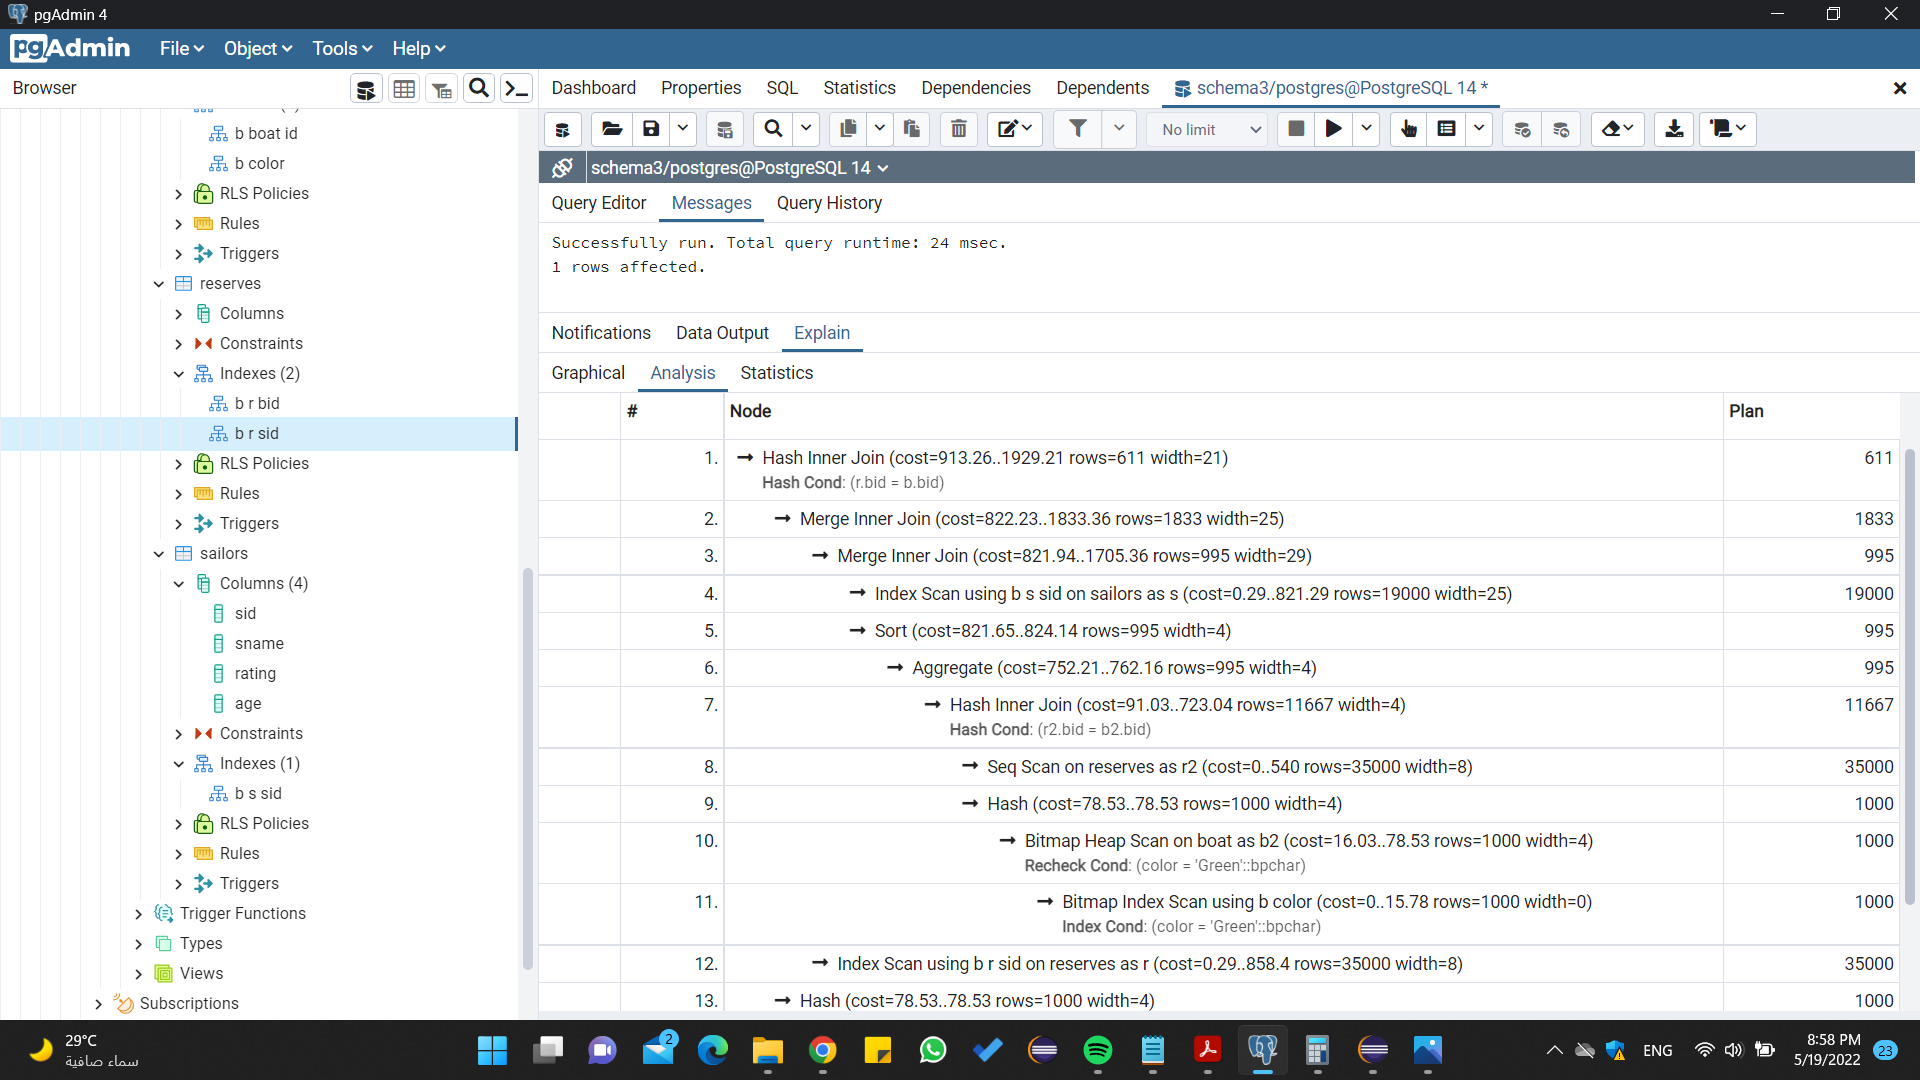 pgAdmin 4
pgAdmin File Object Tools Help
Browser
b boat id
b color
RLS Policies
Rules
Triggers
reserves
Columns
Constraints
Indexes (2)
b r bid
b r sid
RLS Policies
Rules
Triggers
sailors
Columns (4)
sid
sname
rating
age
Constraints
Indexes (1)
b s sid
RLS Policies
Rules
Triggers
Trigger Functions
Types
Views
Subscriptions
Dashboard Properties SQL Statistics Dependencies Dependents schema3/postgres@PostgreSQL 14 *
No limit
schema3/postgres@PostgreSQL 14
Query Editor Messages Query History
Successfully run. Total query runtime: 24 msec.
1 rows affected.
Notifications Data Output Explain
Graphical Analysis Statistics
# Node Plan
1. Hash Inner Join (cost=913.26..1929.21 rows=611 width=21) 611
Hash Cond: (r.bid = b.bid)
2. Merge Inner Join (cost=822.23..1833.36 rows=1833 width=25) 1833
3. Merge Inner Join (cost=821.94..1705.36 rows=995 width=29) 995
4. Index Scan using b s sid on sailors as s (cost=0.29..821.29 rows=19000 width=25) 19000
5. Sort (cost=821.65..824.14 rows=995 width=4) 995
6. Aggregate (cost=752.21..762.16 rows=995 width=4) 995
7. Hash Inner Join (cost=91.03..723.04 rows=11667 width=4) 11667
Hash Cond: (r2.bid = b2.bid)
8. Seq Scan on reserves as r2 (cost=0..540 rows=35000 width=8) 35000
9. Hash (cost=78.53..78.53 rows=1000 width=4) 1000
10. Bitmap Heap Scan on boat as b2 (cost=16.03..78.53 rows=1000 width=4) 1000
Recheck Cond: (color = 'Green'::bpchar)
11. Bitmap Index Scan using b color (cost=0..15.78 rows=1000 width=0) 1000
Index Cond: (color = 'Green'::bpchar)
12. Index Scan using b r sid on reserves as r (cost=0.29..858.4 rows=35000 width=8) 35000
13. Hash (cost=78.53..78.53 rows=1000 width=4) 1000
29°C
سماء صافية
2
ENG
8:58 PM
5/19/2022
23